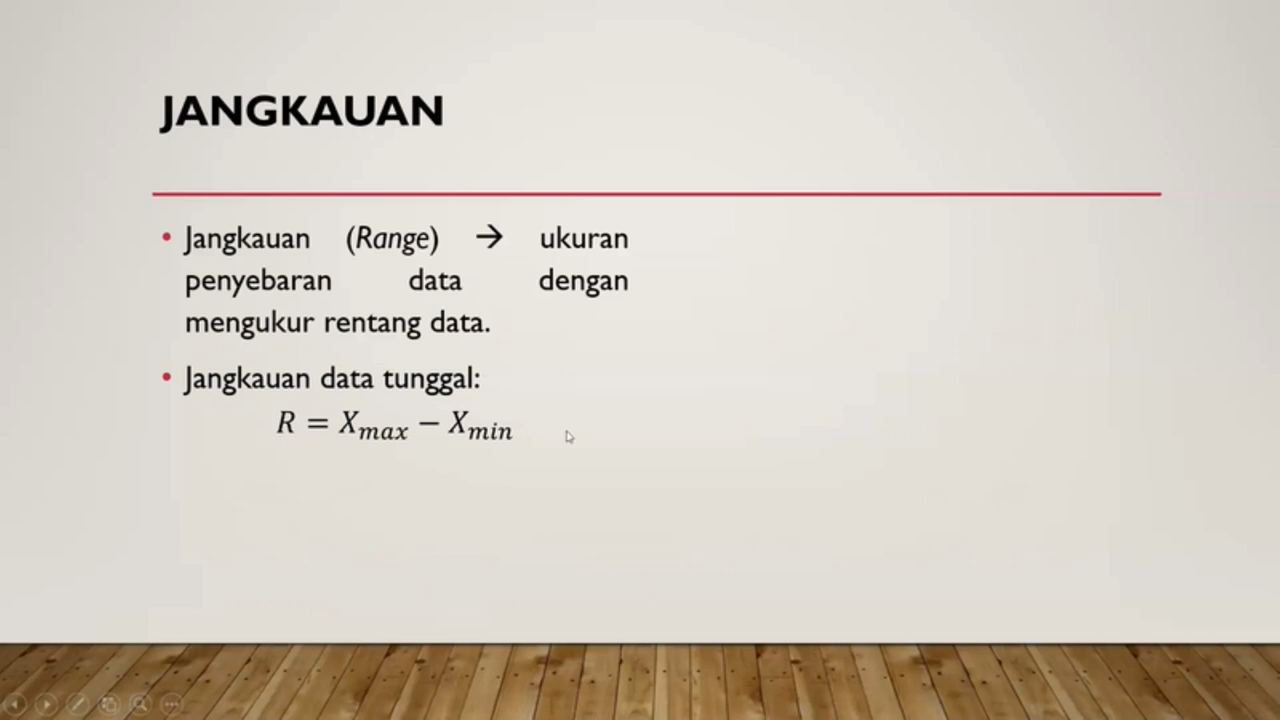 JANGKAUAN
• Jangkauan (Range) → ukuran
penyebaran data dengan
mengukur rentang data.
• Jangkauan data tunggal:
R = X_max − X_min